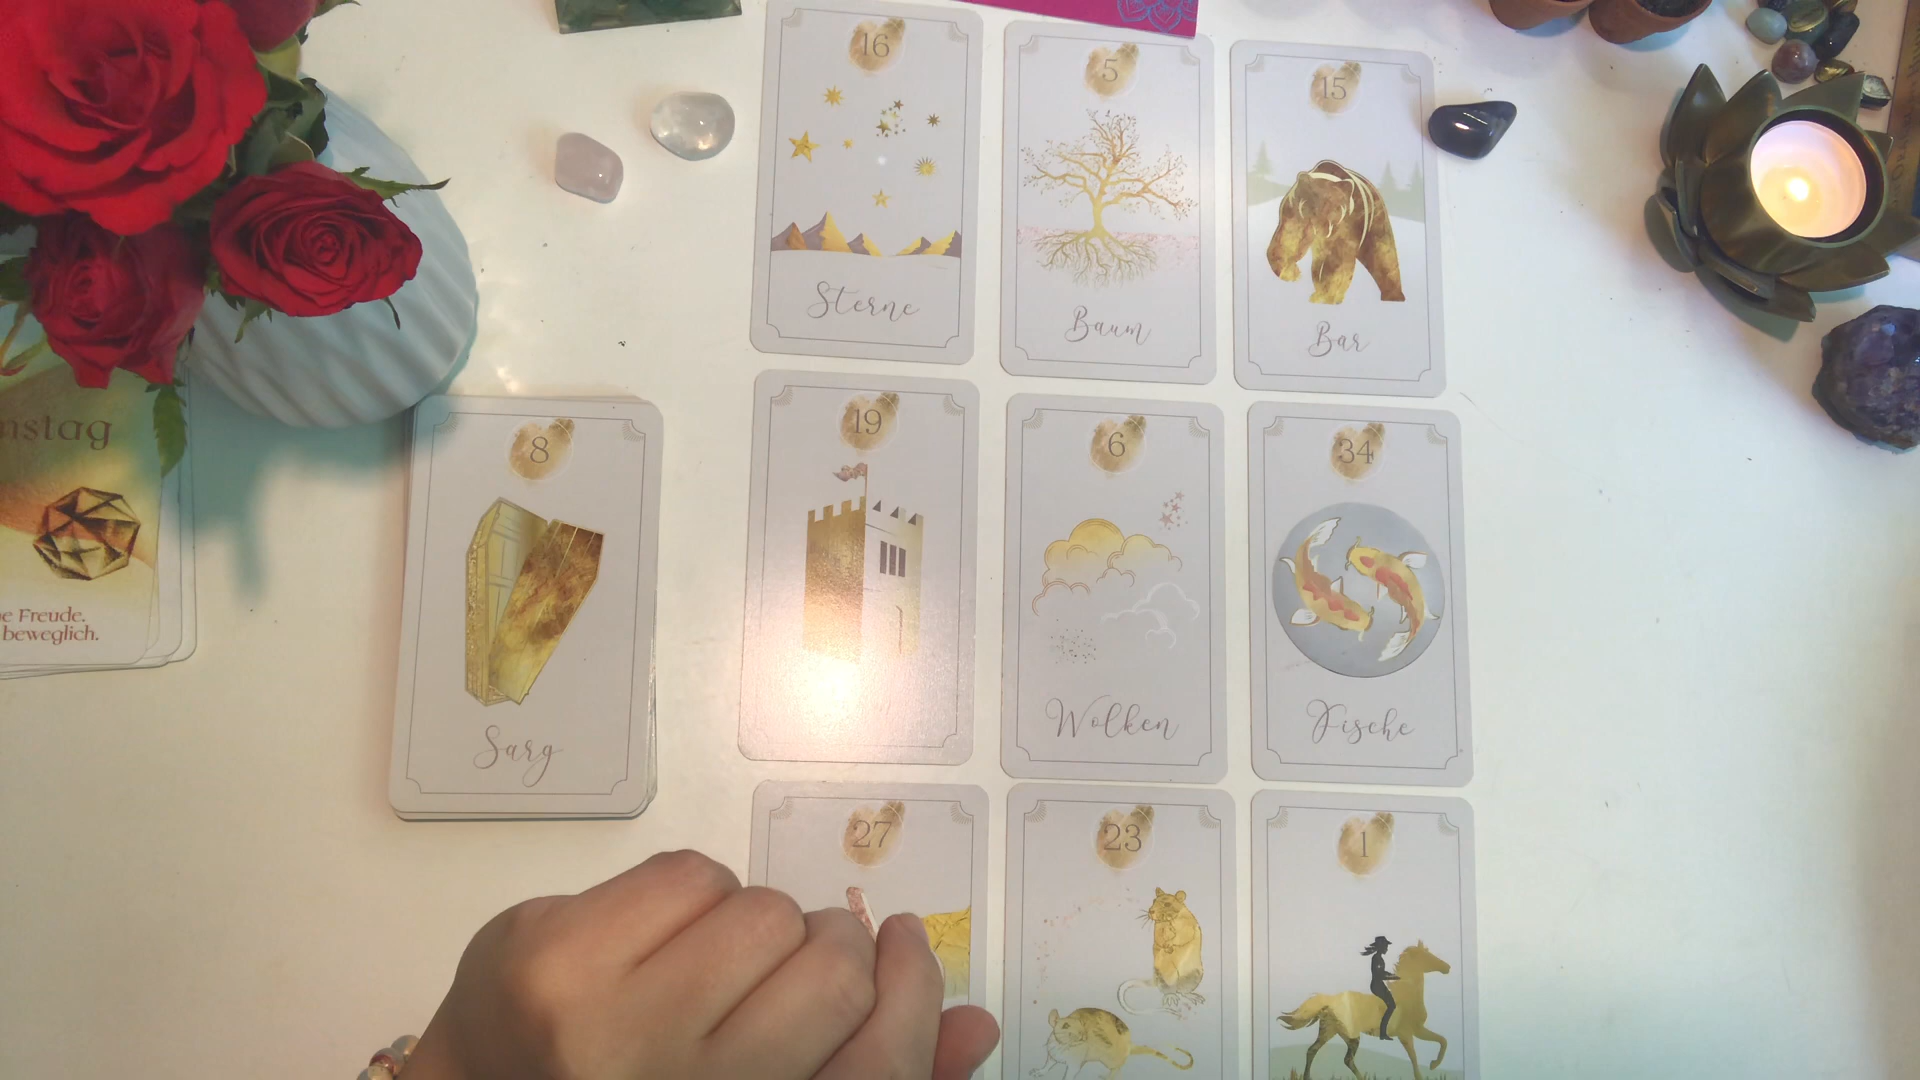 16
Sterne
5
Baum
15
Bär
nstag
e Freude.
beweglich.
8
Sarg
19
6
Wolken
34
Fische
27
23
1